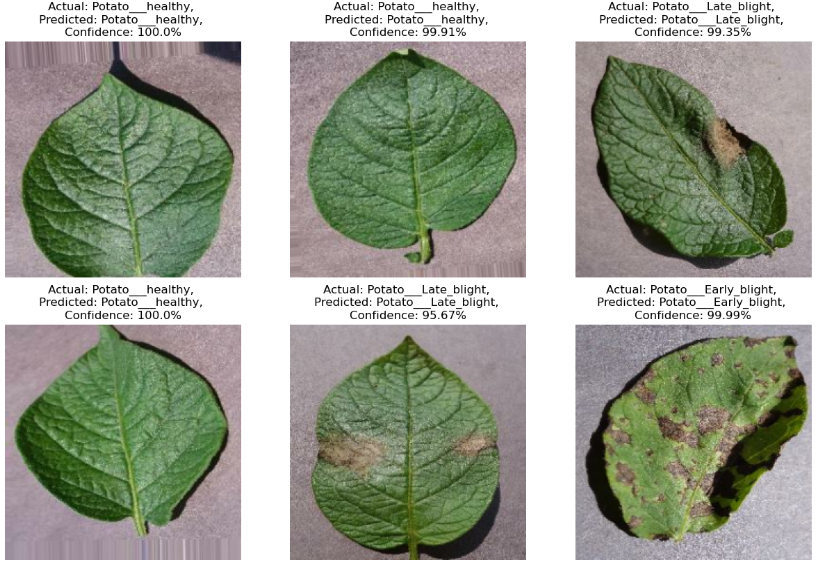 Actual: Potato___healthy,
Predicted: Potato___healthy,
Confidence: 100.0%
Actual: Potato___healthy,
Predicted: Potato___healthy,
Confidence: 99.91%
Actual: Potato___Late_blight,
Predicted: Potato___Late_blight,
Confidence: 99.35%
Actual: Potato___healthy,
Predicted: Potato___healthy,
Confidence: 100.0%
Actual: Potato___Late_blight,
Predicted: Potato___Late_blight,
Confidence: 95.67%
Actual: Potato___Early_blight,
Predicted: Potato___Early_blight,
Confidence: 99.99%